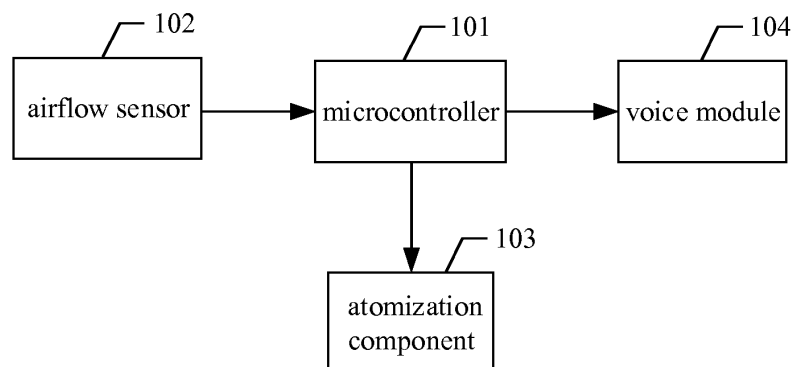 102
101
104
airflow sensor
microcontroller
voice module
103
atomization
component